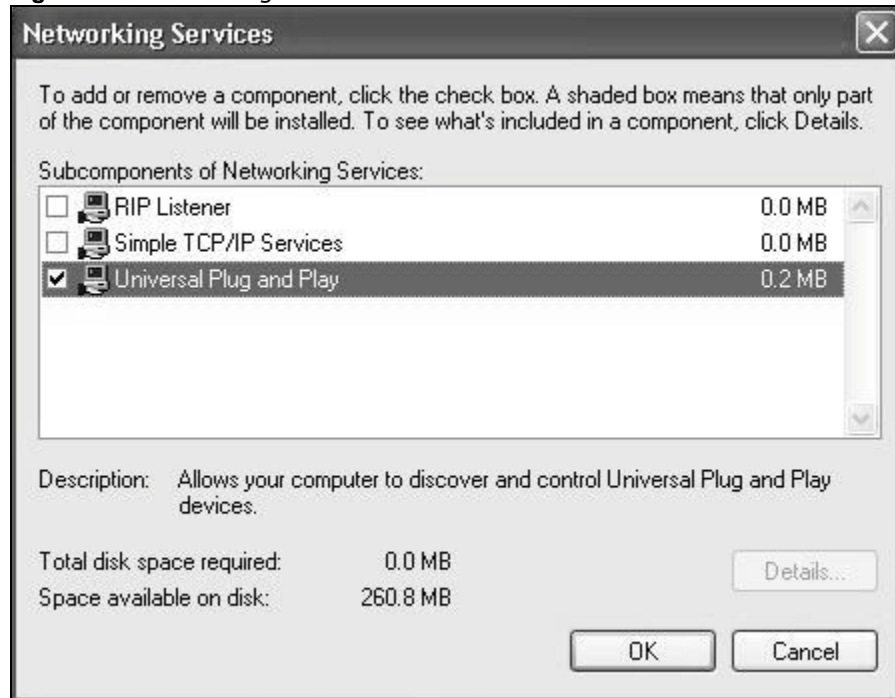 Networking Services
To add or remove a component, click the check box. A shaded box means that only part
of the component will be installed. To see what's included in a component, click Details.
Subcomponents of Networking Services:
RIP Listener 0.0 MB
Simple TCP/IP Services 0.0 MB
Universal Plug and Play 0.2 MB
Description: Allows your computer to discover and control Universal Plug and Play
devices.
Total disk space required: 0.0 MB
Space available on disk: 260.8 MB
Details...
OK Cancel